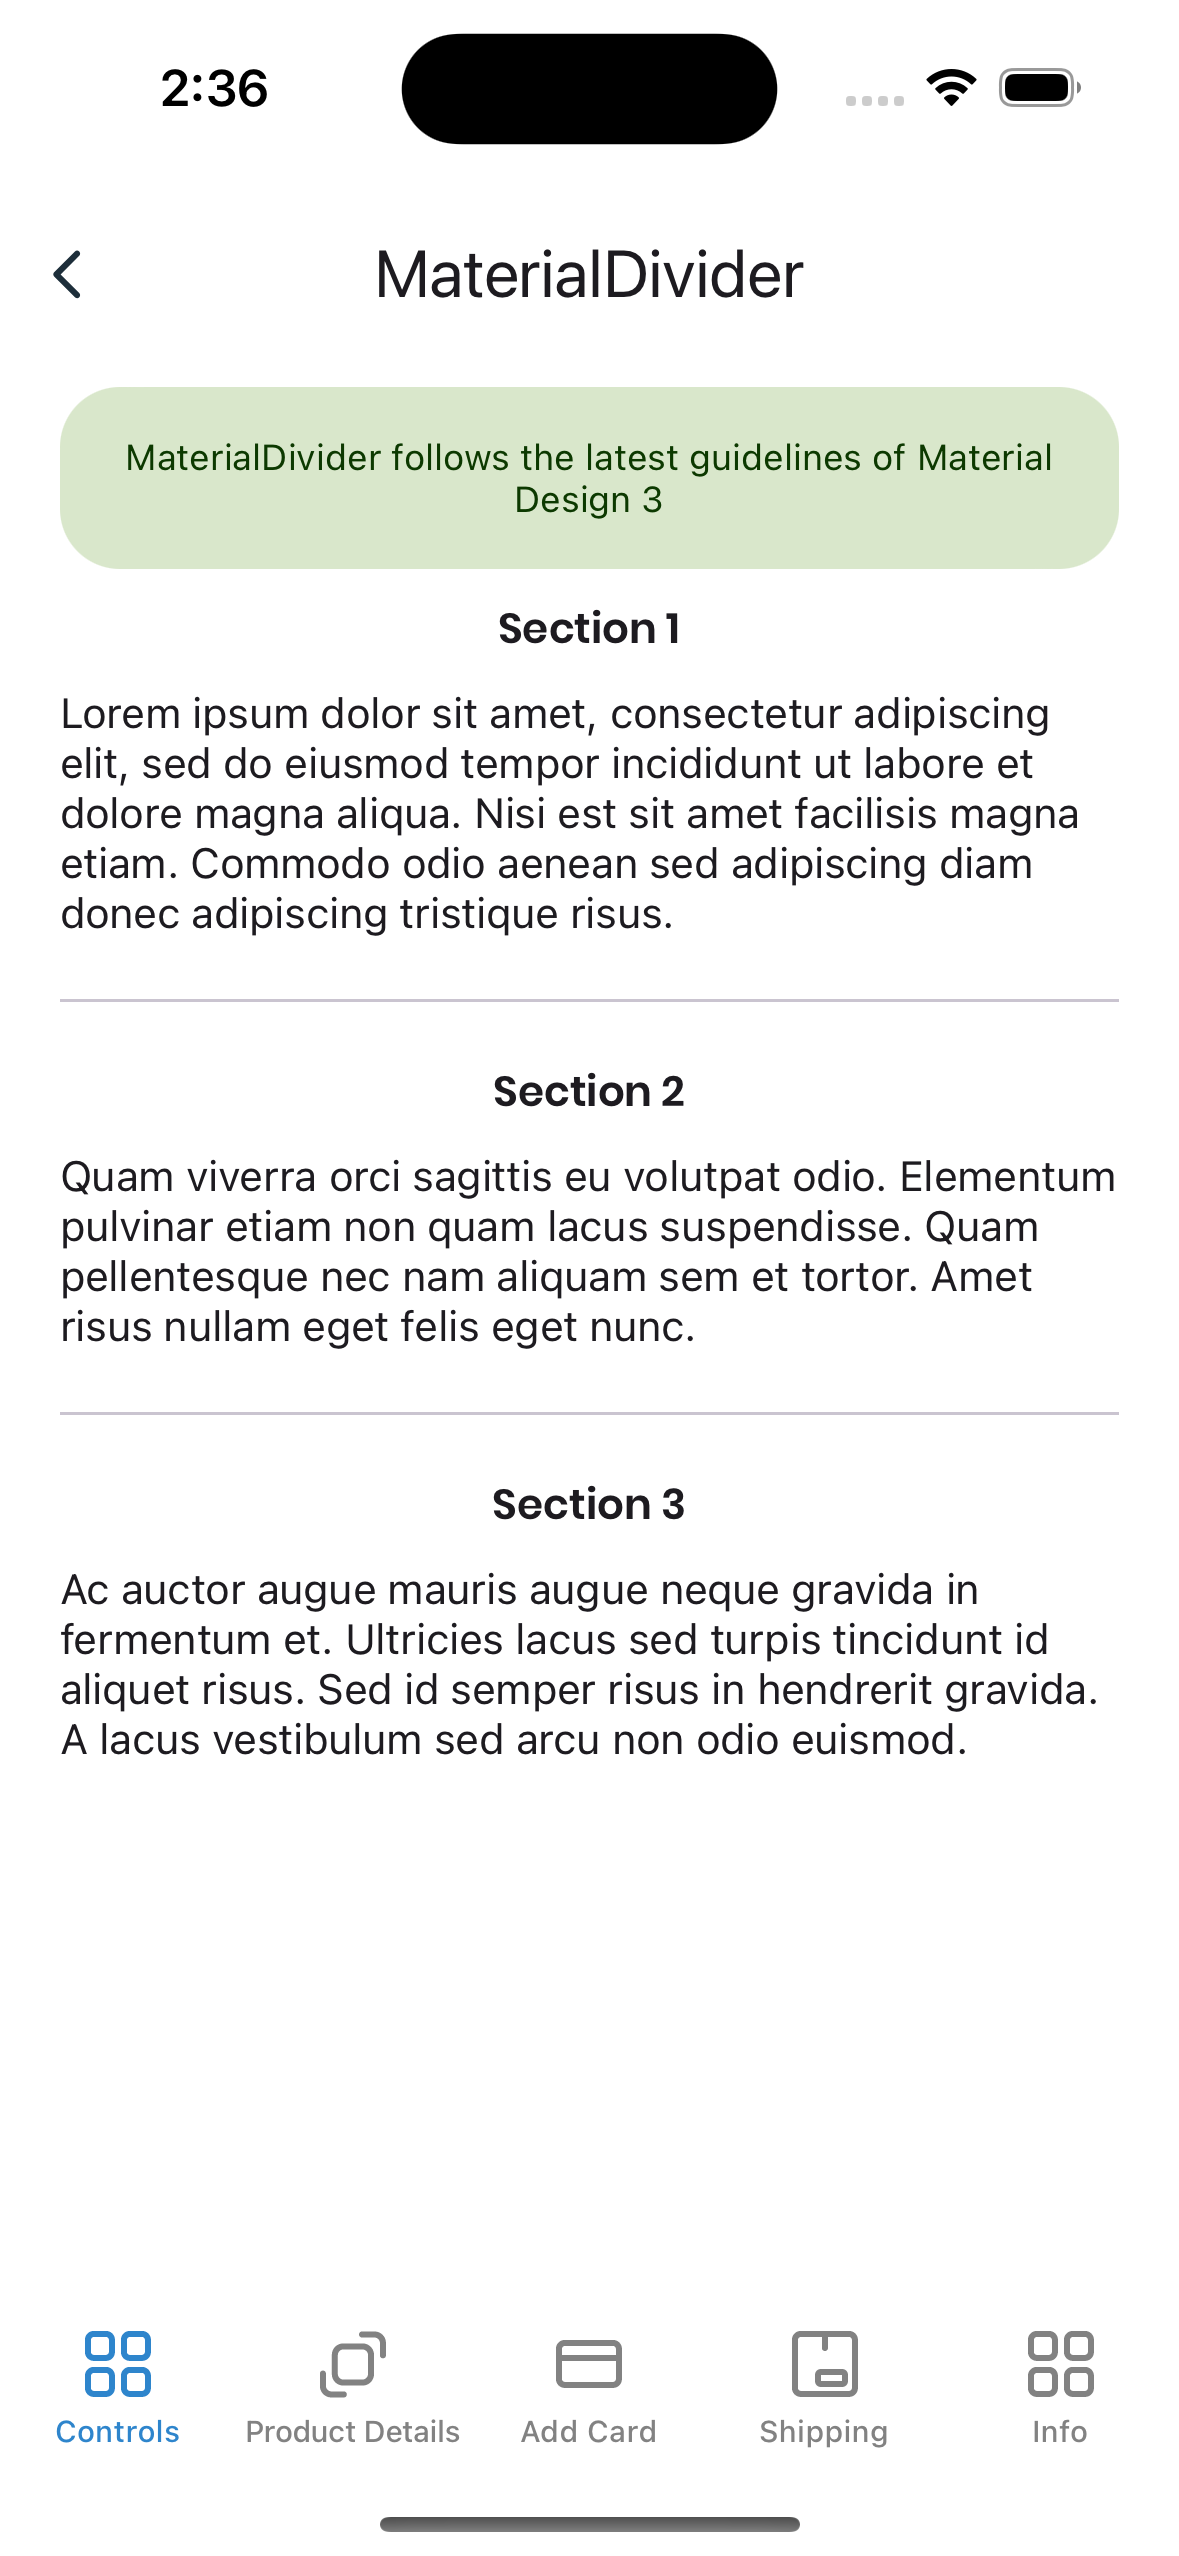 2:36
MaterialDivider
MaterialDivider follows the latest guidelines of Material
Design 3
Section 1
Lorem ipsum dolor sit amet, consectetur adipiscing
elit, sed do eiusmod tempor incididunt ut labore et
dolore magna aliqua. Nisi est sit amet facilisis magna
etiam. Commodo odio aenean sed adipiscing diam
donec adipiscing tristique risus.
Section 2
Quam viverra orci sagittis eu volutpat odio. Elementum
pulvinar etiam non quam lacus suspendisse. Quam
pellentesque nec nam aliquam sem et tortor. Amet
risus nullam eget felis eget nunc.
Section 3
Ac auctor augue mauris augue neque gravida in
fermentum et. Ultricies lacus sed turpis tincidunt id
aliquet risus. Sed id semper risus in hendrerit gravida.
A lacus vestibulum sed arcu non odio euismod.
Controls
Product Details
Add Card
Shipping
Info